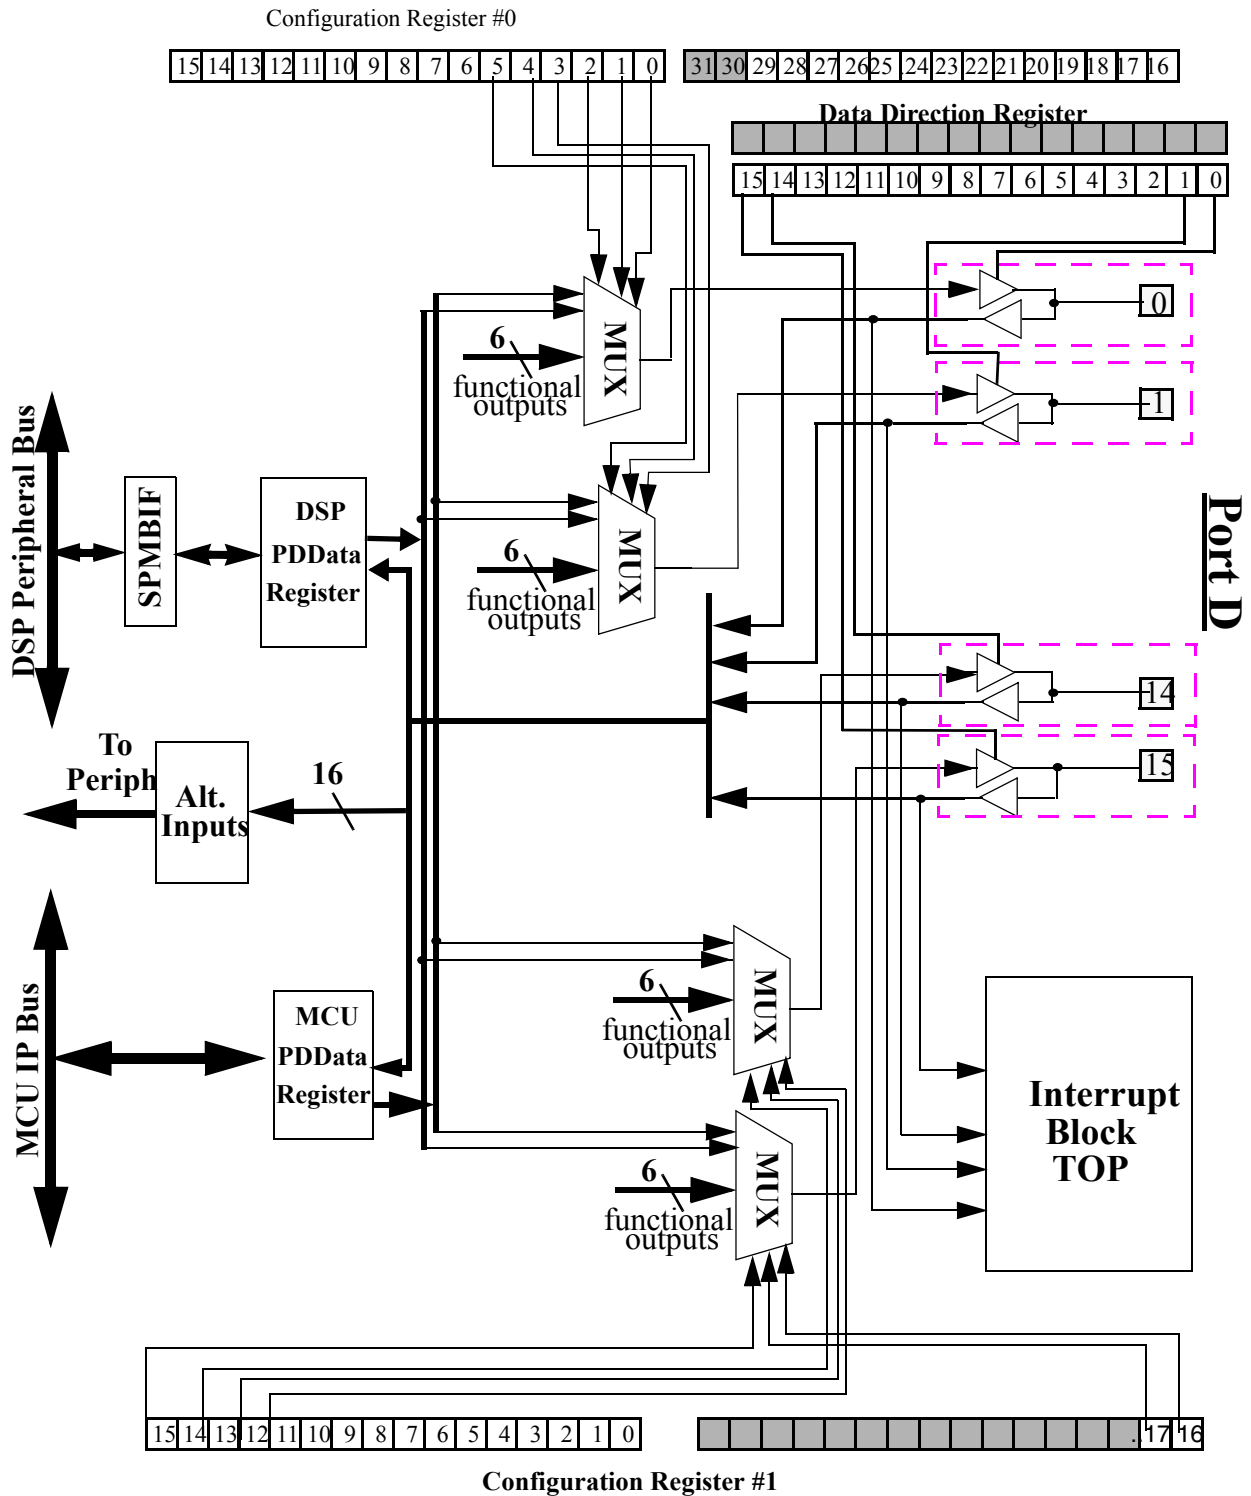 Configuration Register #0
15 14 13 12 11 10 9 8 7 6 5 4 3 2 1 0
31 30 29 28 27 26 25 24 23 22 21 20 19 18 17 16
Data Direction Register
15 14 13 12 11 10 9 8 7 6 5 4 3 2 1 0
0
MUX
6
functional
outputs
1
DSP Peripheral Bus
SPMBIF
DSP
PDData
Register
MUX
6
functional
outputs
Port D
14
To
Periph
Alt.
Inputs
16
15
MCU IP Bus
MCU
PDData
Register
MUX
6
functional
outputs
Interrupt
Block
TOP
MUX
6
functional
outputs
15 14 13 12 11 10 9 8 7 6 5 4 3 2 1 0
..17 16
Configuration Register #1